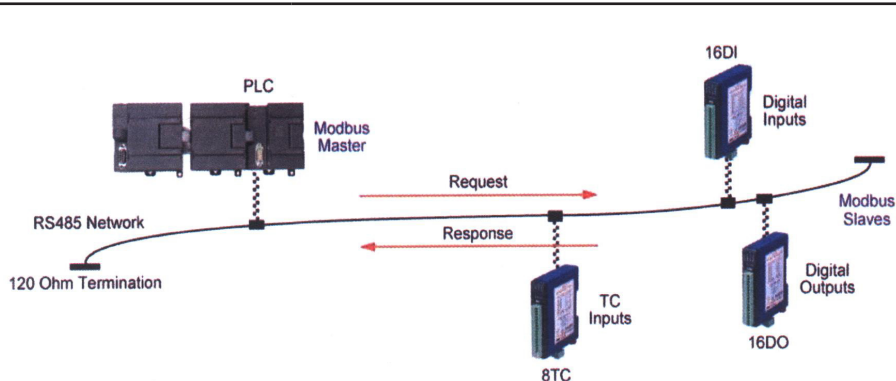 PLC
Modbus
Master
16DI
Digital
Inputs
Request
Modbus
Slaves
RS485 Network
Response
120 Ohm Termination
TC
Inputs
8TC
Digital
Outputs
16DO